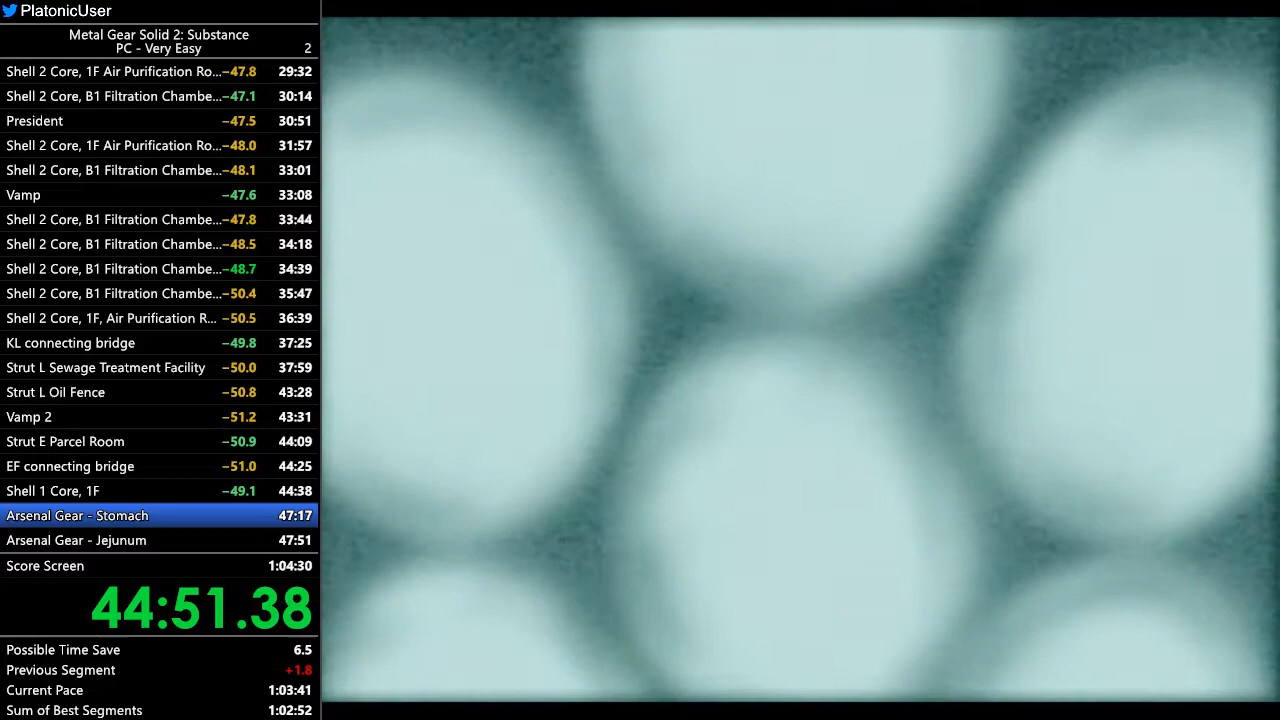 PlatonicUser
Metal Gear Solid 2: Substance
PC - Very Easy 2
Shell 2 Core, 1F Air Purification Ro... -47.8 29:32
Shell 2 Core, B1 Filtration Chambe... -47.1 30:14
President -47.5 30:51
Shell 2 Core, 1F Air Purification Ro... -48.0 31:57
Shell 2 Core, B1 Filtration Chambe... -48.1 33:01
Vamp -47.6 33:08
Shell 2 Core, B1 Filtration Chambe... -47.8 33:44
Shell 2 Core, B1 Filtration Chambe... -48.5 34:18
Shell 2 Core, B1 Filtration Chambe... -48.7 34:39
Shell 2 Core, B1 Filtration Chambe... -50.4 35:47
Shell 2 Core, 1F, Air Purification R... -50.5 36:39
KL connecting bridge -49.8 37:25
Strut L Sewage Treatment Facility -50.0 37:59
Strut L Oil Fence -50.8 43:28
Vamp 2 -51.2 43:31
Strut E Parcel Room -50.9 44:09
EF connecting bridge -51.0 44:25
Shell 1 Core, 1F -49.1 44:38
Arsenal Gear - Stomach 47:17
Arsenal Gear - Jejunum 47:51
Score Screen 1:04:30
44:51.38
Possible Time Save 6.5
Previous Segment +1.8
Current Pace 1:03:41
Sum of Best Segments 1:02:52